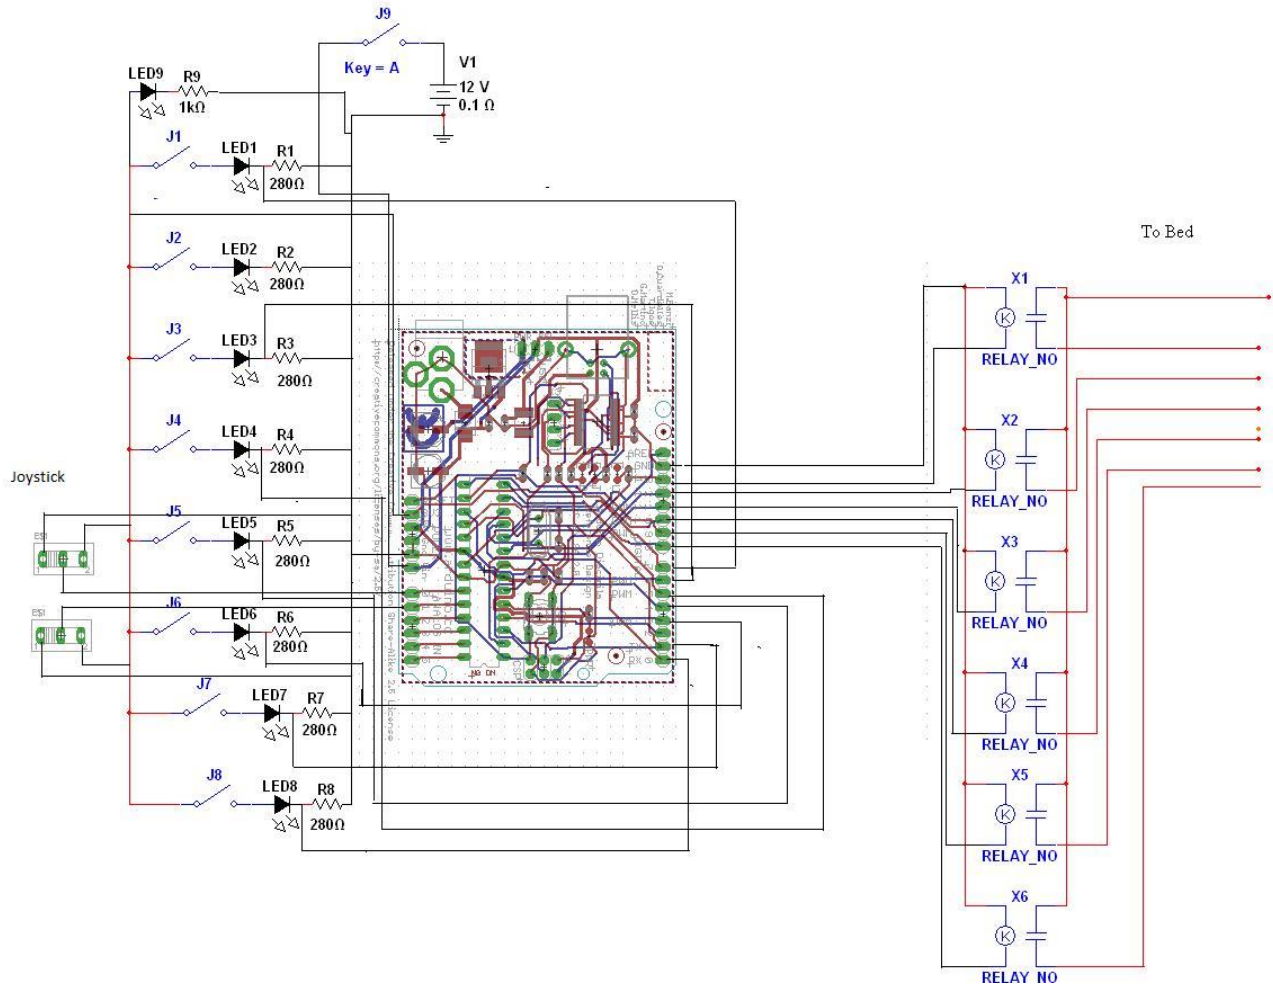 J9
Key = A
V1
12 V
0.1 Ω
LED9
R9
1kΩ
J1
LED1
R1
280Ω
J2
LED2
R2
280Ω
J3
LED3
R3
280Ω
J4
LED4
R4
280Ω
Joystick
J5
LED5
R5
280Ω
J6
LED6
R6
280Ω
J7
LED7
R7
280Ω
J8
LED8
R8
280Ω
To Bed
X1
RELAY_NO
X2
RELAY_NO
X3
RELAY_NO
X4
RELAY_NO
X5
RELAY_NO
X6
RELAY_NO